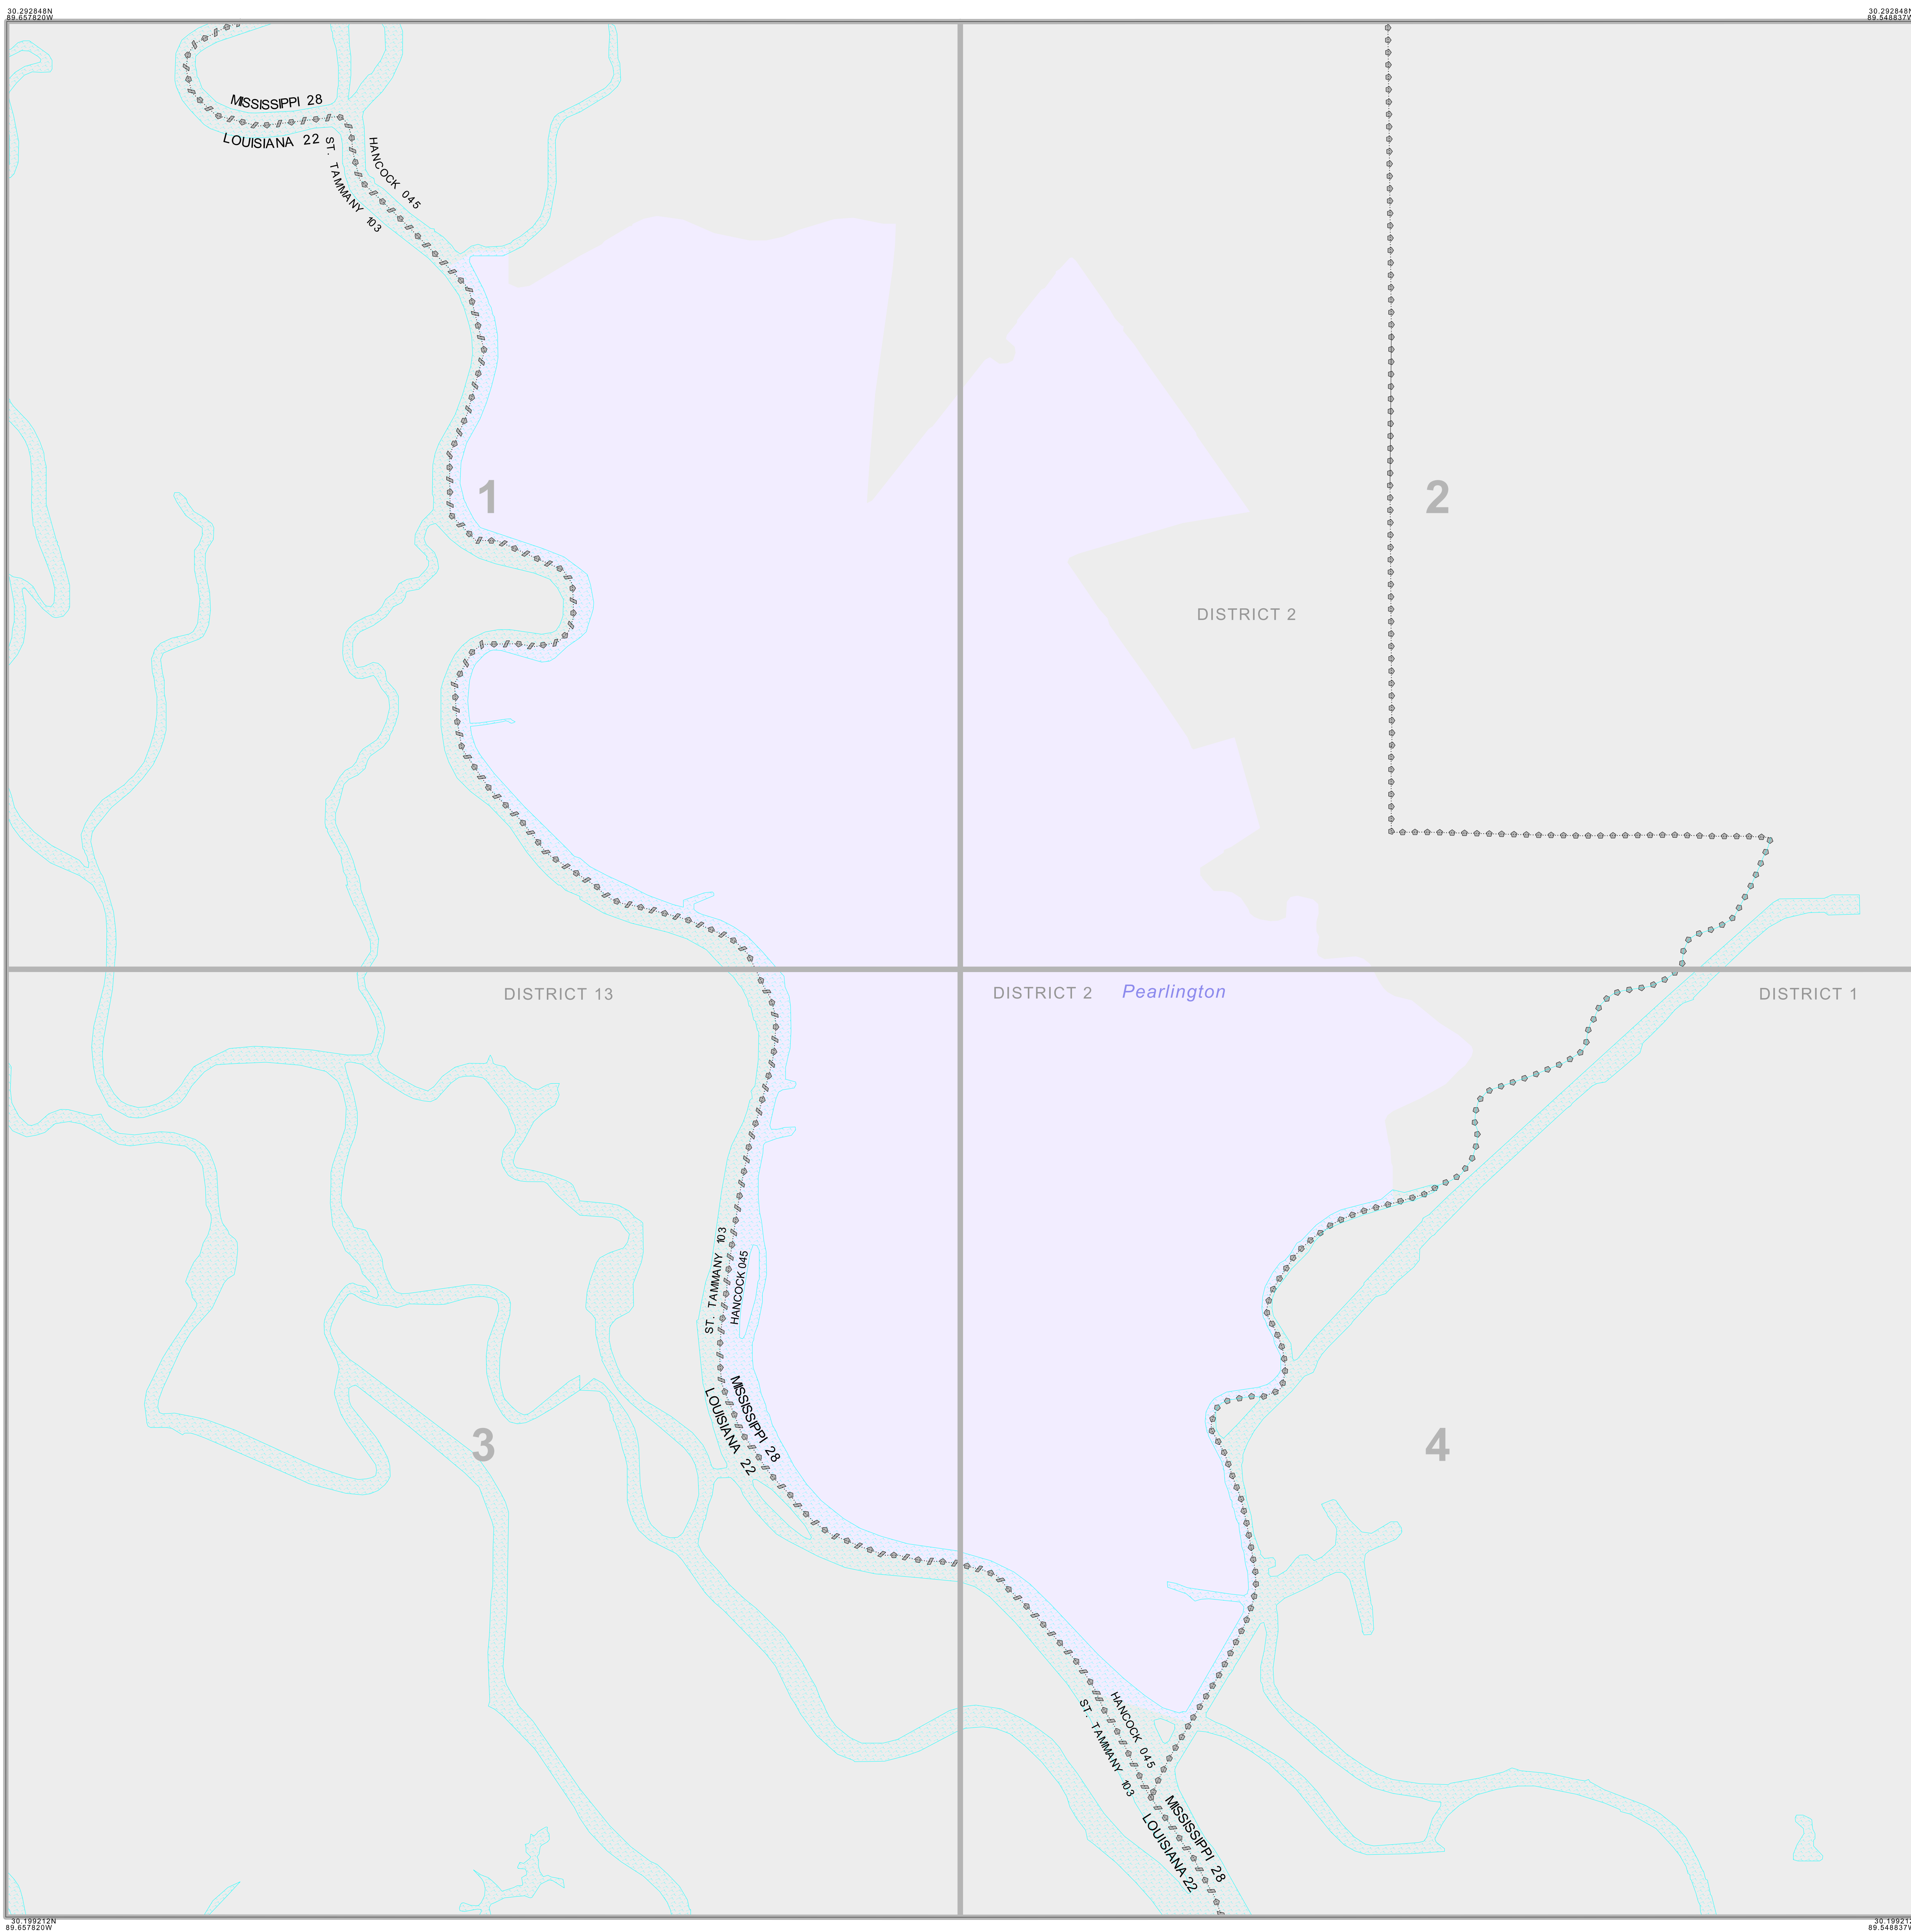 30.292848N
89.657820W
30.292848N
89.548837W
MISSISSIPPI 28
LOUISIANA 22
ST. TAMMANY 103
HANCOCK 045
1
2
DISTRICT 2
DISTRICT 13
DISTRICT 2
Pearlington
DISTRICT 1
ST. TAMMANY 103
HANCOCK 045
MISSISSIPPI 28
LOUISIANA 22
3
4
HANCOCK 045
ST. TAMMANY 103
MISSISSIPPI 28
LOUISIANA 22
30.199212N
89.657820W
30.199212
89.548837W